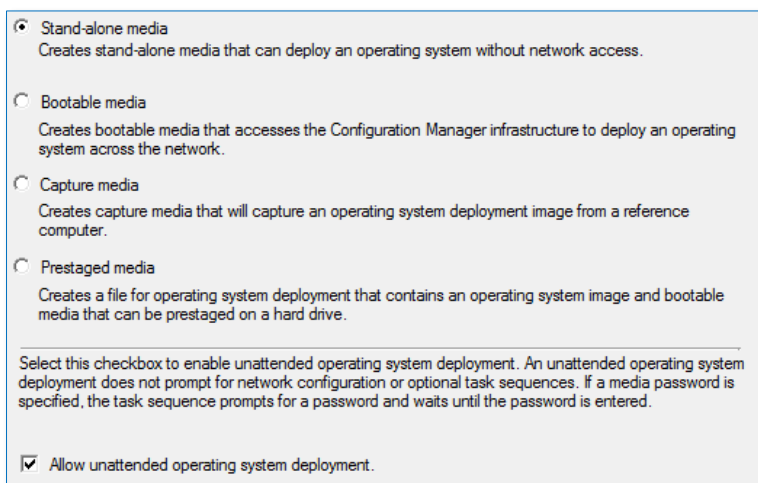 Stand-alone media
Creates stand-alone media that can deploy an operating system without network access.
Bootable media
Creates bootable media that accesses the Configuration Manager infrastructure to deploy an operating
system across the network.
Capture media
Creates capture media that will capture an operating system deployment image from a reference
computer.
Prestaged media
Creates a file for operating system deployment that contains an operating system image and bootable
media that can be prestaged on a hard drive.
Select this checkbox to enable unattended operating system deployment. An unattended operating system
deployment does not prompt for network configuration or optional task sequences. If a media password is
specified, the task sequence prompts for a password and waits until the password is entered.
Allow unattended operating system deployment.